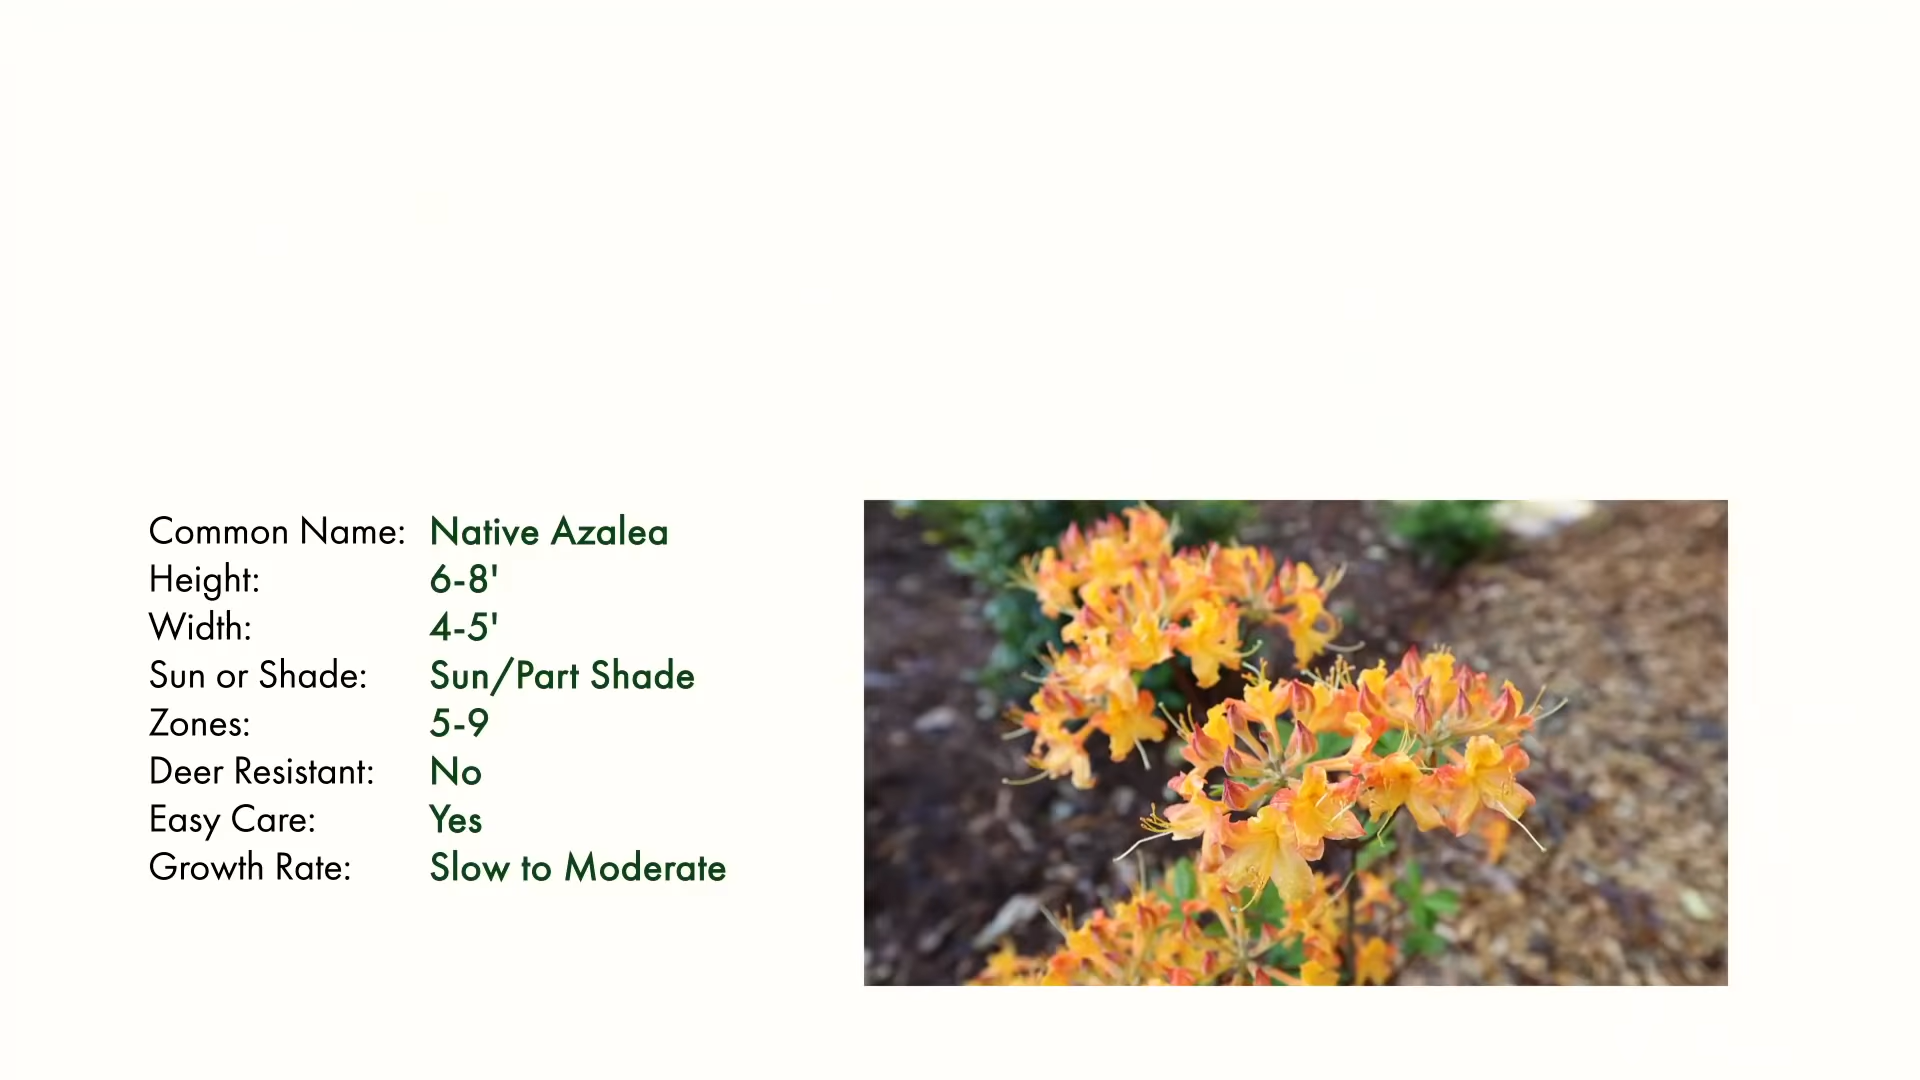 Common Name: Native Azalea
Height: 6-8'
Width: 4-5'
Sun or Shade: Sun/Part Shade
Zones: 5-9
Deer Resistant: No
Easy Care: Yes
Growth Rate: Slow to Moderate